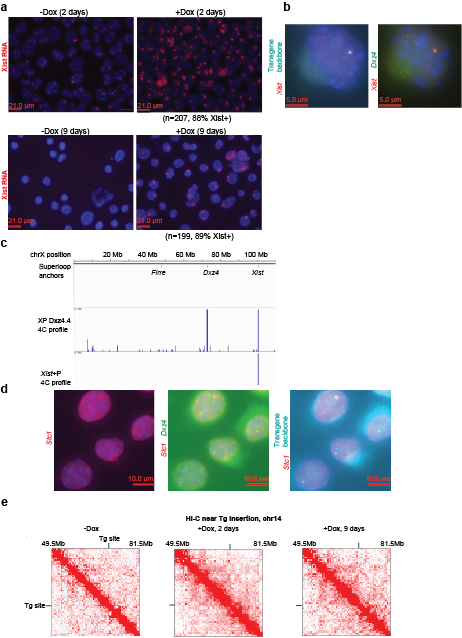 a
-Dox (2 days)
+Dox (2 days)
Xist RNA
21.0 μm
21.0 μm
(n=207, 88% Xist+)
-Dox (9 days)
+Dox (9 days)
Xist RNA
21.0 μm
21.0 μm
(n=199, 89% Xist+)
b
Transgene backbone
Xist
5.0 μm
Xist Dxz4
5.0 μm
c
chrX position
20 Mb 40 Mb 60 Mb 80 Mb 100 Mb
Superloop anchors
Firre Dxz4 Xist
XP Dxz4.4 4C profile
Xist+P 4C profile
d
Stc1
10.0 μm
Stc1 Dxz4
10.0 μm
Transgene backbone
Stc1
10.0 μm
e
Hi-C near Tg insertion, chr14
-Dox
+Dox, 2 days
+Dox, 9 days
49.5Mb Tg site 81.5Mb
49.5Mb 81.5Mb
49.5Mb 81.5Mb
Tg site